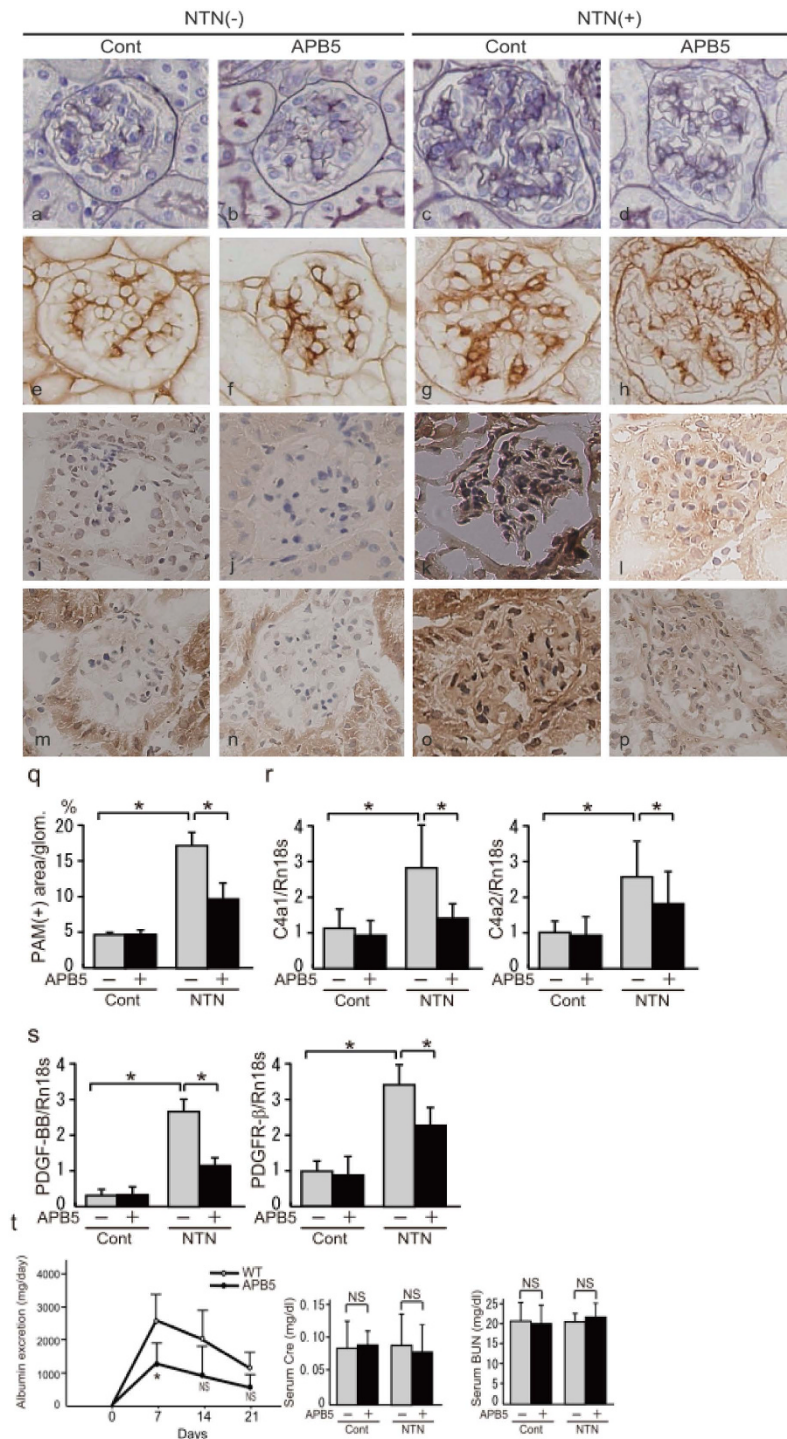 NTN(-) NTN(+)
Cont APB5 Cont APB5
a b c d
e f g h
i j k l
m n o p
q r
% * * * * * *
PAM(+) area/glom. 20 15 10 5 0
C4a1/Rn18s 4 3 2 1 0
C4a2/Rn18s 4 3 2 1 0
APB5 − + − + APB5 − + − + APB5 − + − +
Cont NTN Cont NTN Cont NTN
s
* * * *
PDGF-BB/Rn18s 4 3 2 1 0
PDGFR-β/Rn18s 4 3 2 1 0
APB5 − + − + APB5 − + − +
Cont NTN Cont NTN
t
Albumin excretion (mg/day) 4000 3000 2000 1000 0
WT
APB5
* NS NS
0 7 14 21
Days
NS NS
Serum Cre (mg/dl) 0.15 0.10 0.05 0
APB5 − + − +
Cont NTN
NS NS
Serum BUN (mg/dl) 25 20 15 10 5 0
APB5 − + − +
Cont NTN